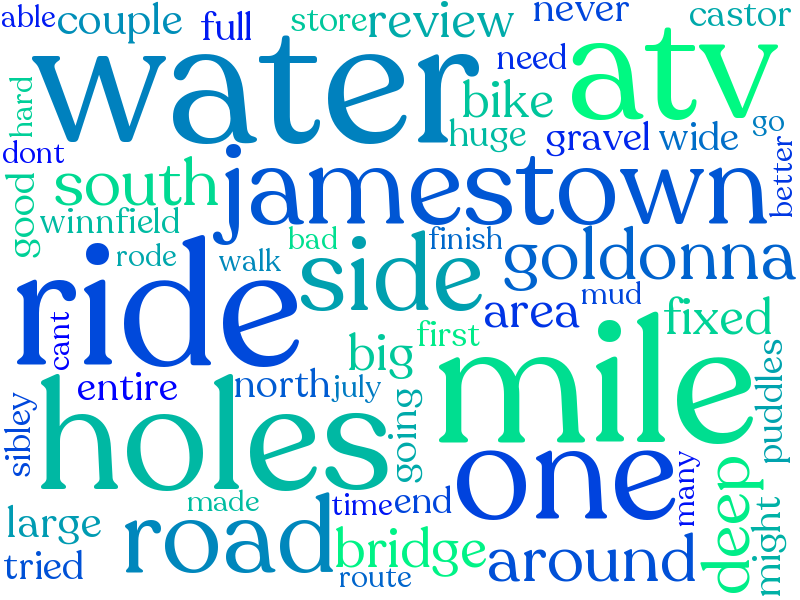 able
couple
full
store
review
never
castor
water
atv
need
bike
hard
huge
gravel
wide
go
dont
better
south
jamestown
good
winnfield
bad
finish
rode
walk
side
goldonna
ride
mud
area
cant
first
fixed
big
mile
entire
north
july
going
puddles
sibley
holes
one
many
deep
made
time
end
large
road
bridge
around
might
tried
route